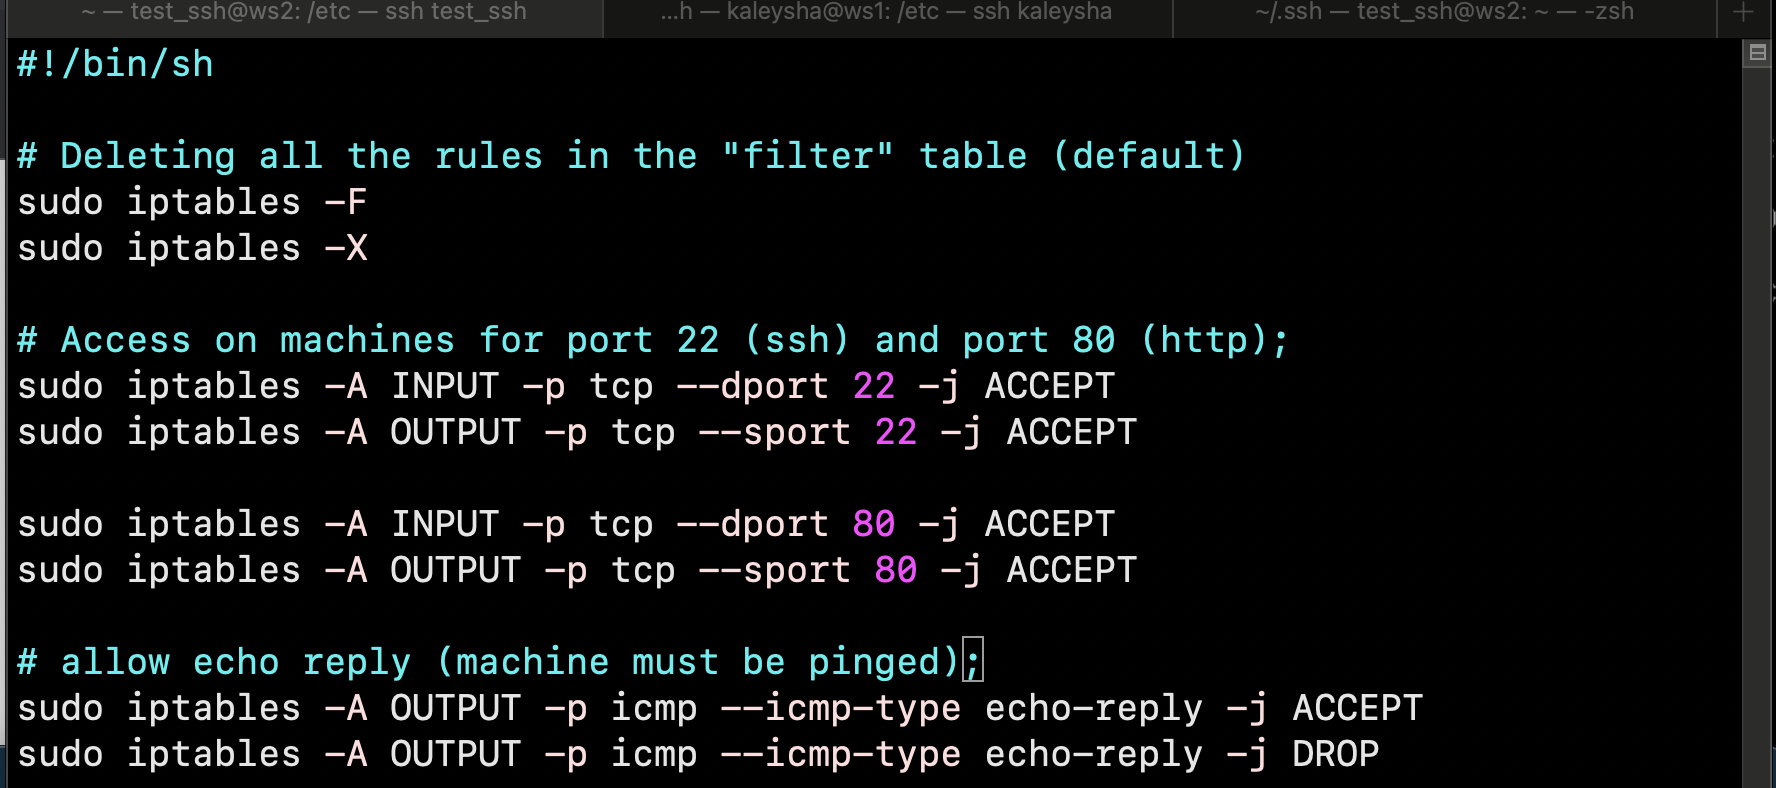 ~ — test_ssh@ws2: /etc — ssh test_ssh
...h — kaleysha@ws1: /etc — ssh kaleysha
~/.ssh — test_ssh@ws2: ~ — -zsh
#!/bin/sh
# Deleting all the rules in the "filter" table (default)
sudo iptables -F
sudo iptables -X
# Access on machines for port 22 (ssh) and port 80 (http);
sudo iptables -A INPUT -p tcp --dport 22 -j ACCEPT
sudo iptables -A OUTPUT -p tcp --sport 22 -j ACCEPT
sudo iptables -A INPUT -p tcp --dport 80 -j ACCEPT
sudo iptables -A OUTPUT -p tcp --sport 80 -j ACCEPT
# allow echo reply (machine must be pinged);
sudo iptables -A OUTPUT -p icmp --icmp-type echo-reply -j ACCEPT
sudo iptables -A OUTPUT -p icmp --icmp-type echo-reply -j DROP